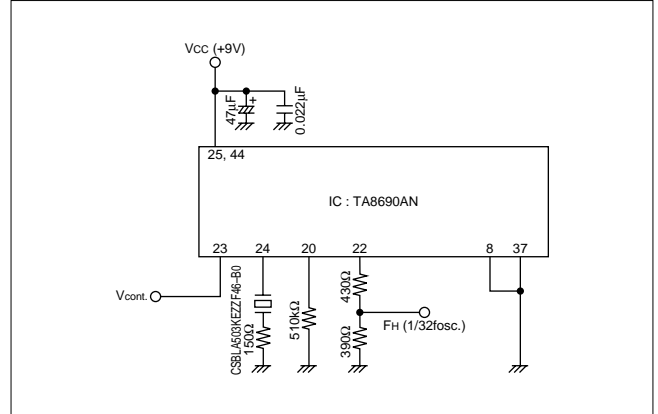 VCC (+9V)
47μF
+
0.022μF
25, 44
IC : TA8690AN
23
24
20
22
8
37
Vcont.
CSBLA503KEZZF46-B0
150Ω
510kΩ
430Ω
390Ω
FH (1/32fosc.)